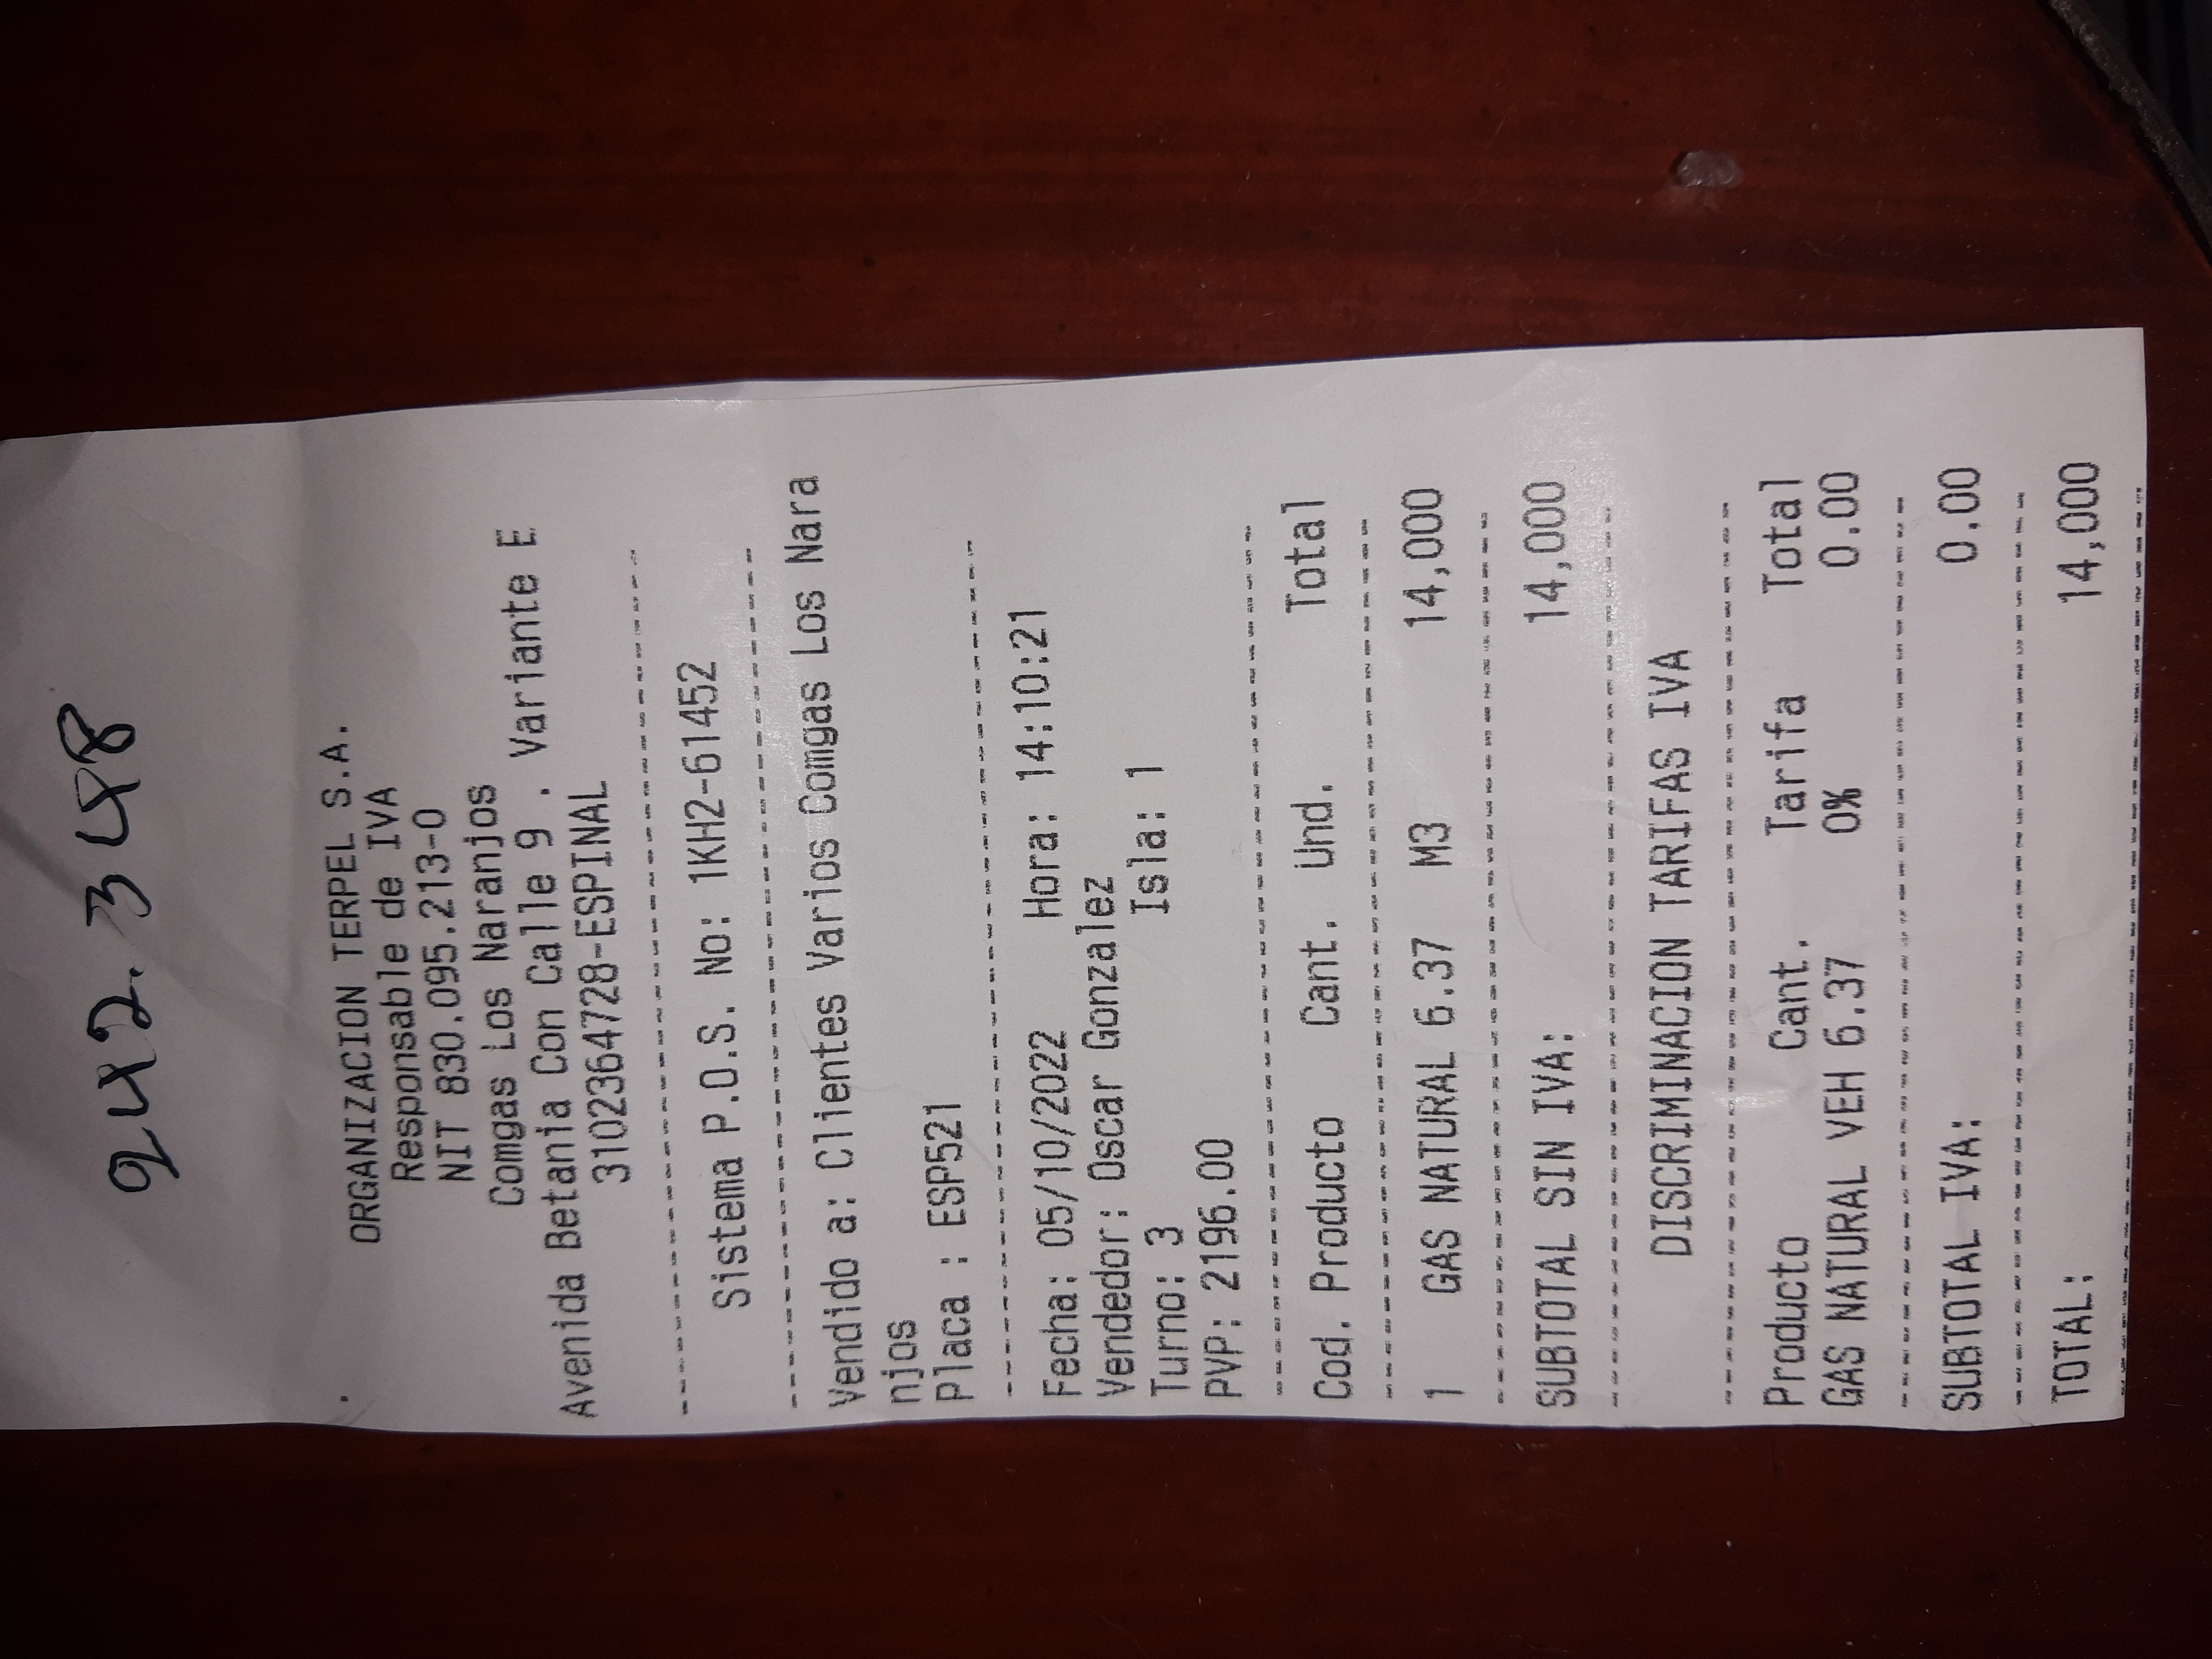 242.348
ORGANIZACION TERPEL S.A.
Responsable de IVA
NIT 830.095.213-0
Comgas Los Naranjos
Avenida Betania Con Calle 9 . Variante E
3102364728-ESPINAL
Sistema P.O.S. No: 1KH2-61452
Vendido a: Clientes Varios Comgas Los Nara
njos
Placa : ESP521
Fecha: 05/10/2022 Hora: 14:10:21
Vendedor: Oscar Gonzalez
Turno: 3 Isla: 1
PVP: 2196.00
Cod. Producto Cant. Und. Total
1 GAS NATURAL 6.37 M3 14,000
SUBTOTAL SIN IVA: 14,000
DISCRIMINACION TARIFAS IVA
Producto Cant. Tarifa Total
GAS NATURAL VEH 6.37 0% 0.00
SUBTOTAL IVA: 0.00
TOTAL: 14,000